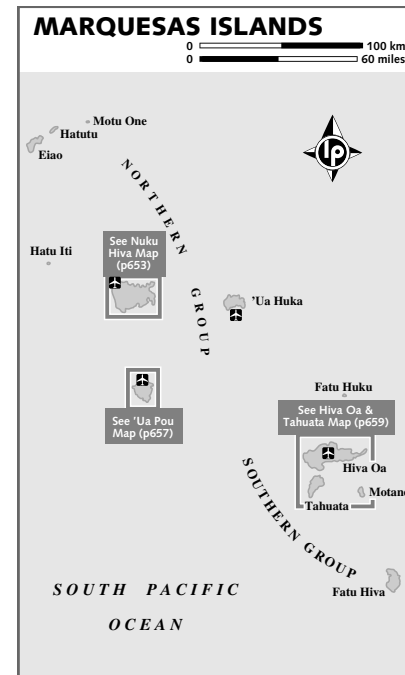 MARQUESAS ISLANDS
0 100 km
0 60 miles
Motu One
Hatutu
Eiao
lp
NORTHERN GROUP
Hatu Iti
See Nuku
Hiva Map
(p653)
'Ua Huka
Fatu Huku
See 'Ua Pou
Map (p657)
See Hiva Oa &
Tahuata Map (p659)
Hiva Oa
Motane
Tahuata
SOUTHERN GROUP
Fatu Hiva
SOUTH PACIFIC
OCEAN